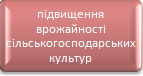 підвищення
врожайності
сільськогосподарських
культур